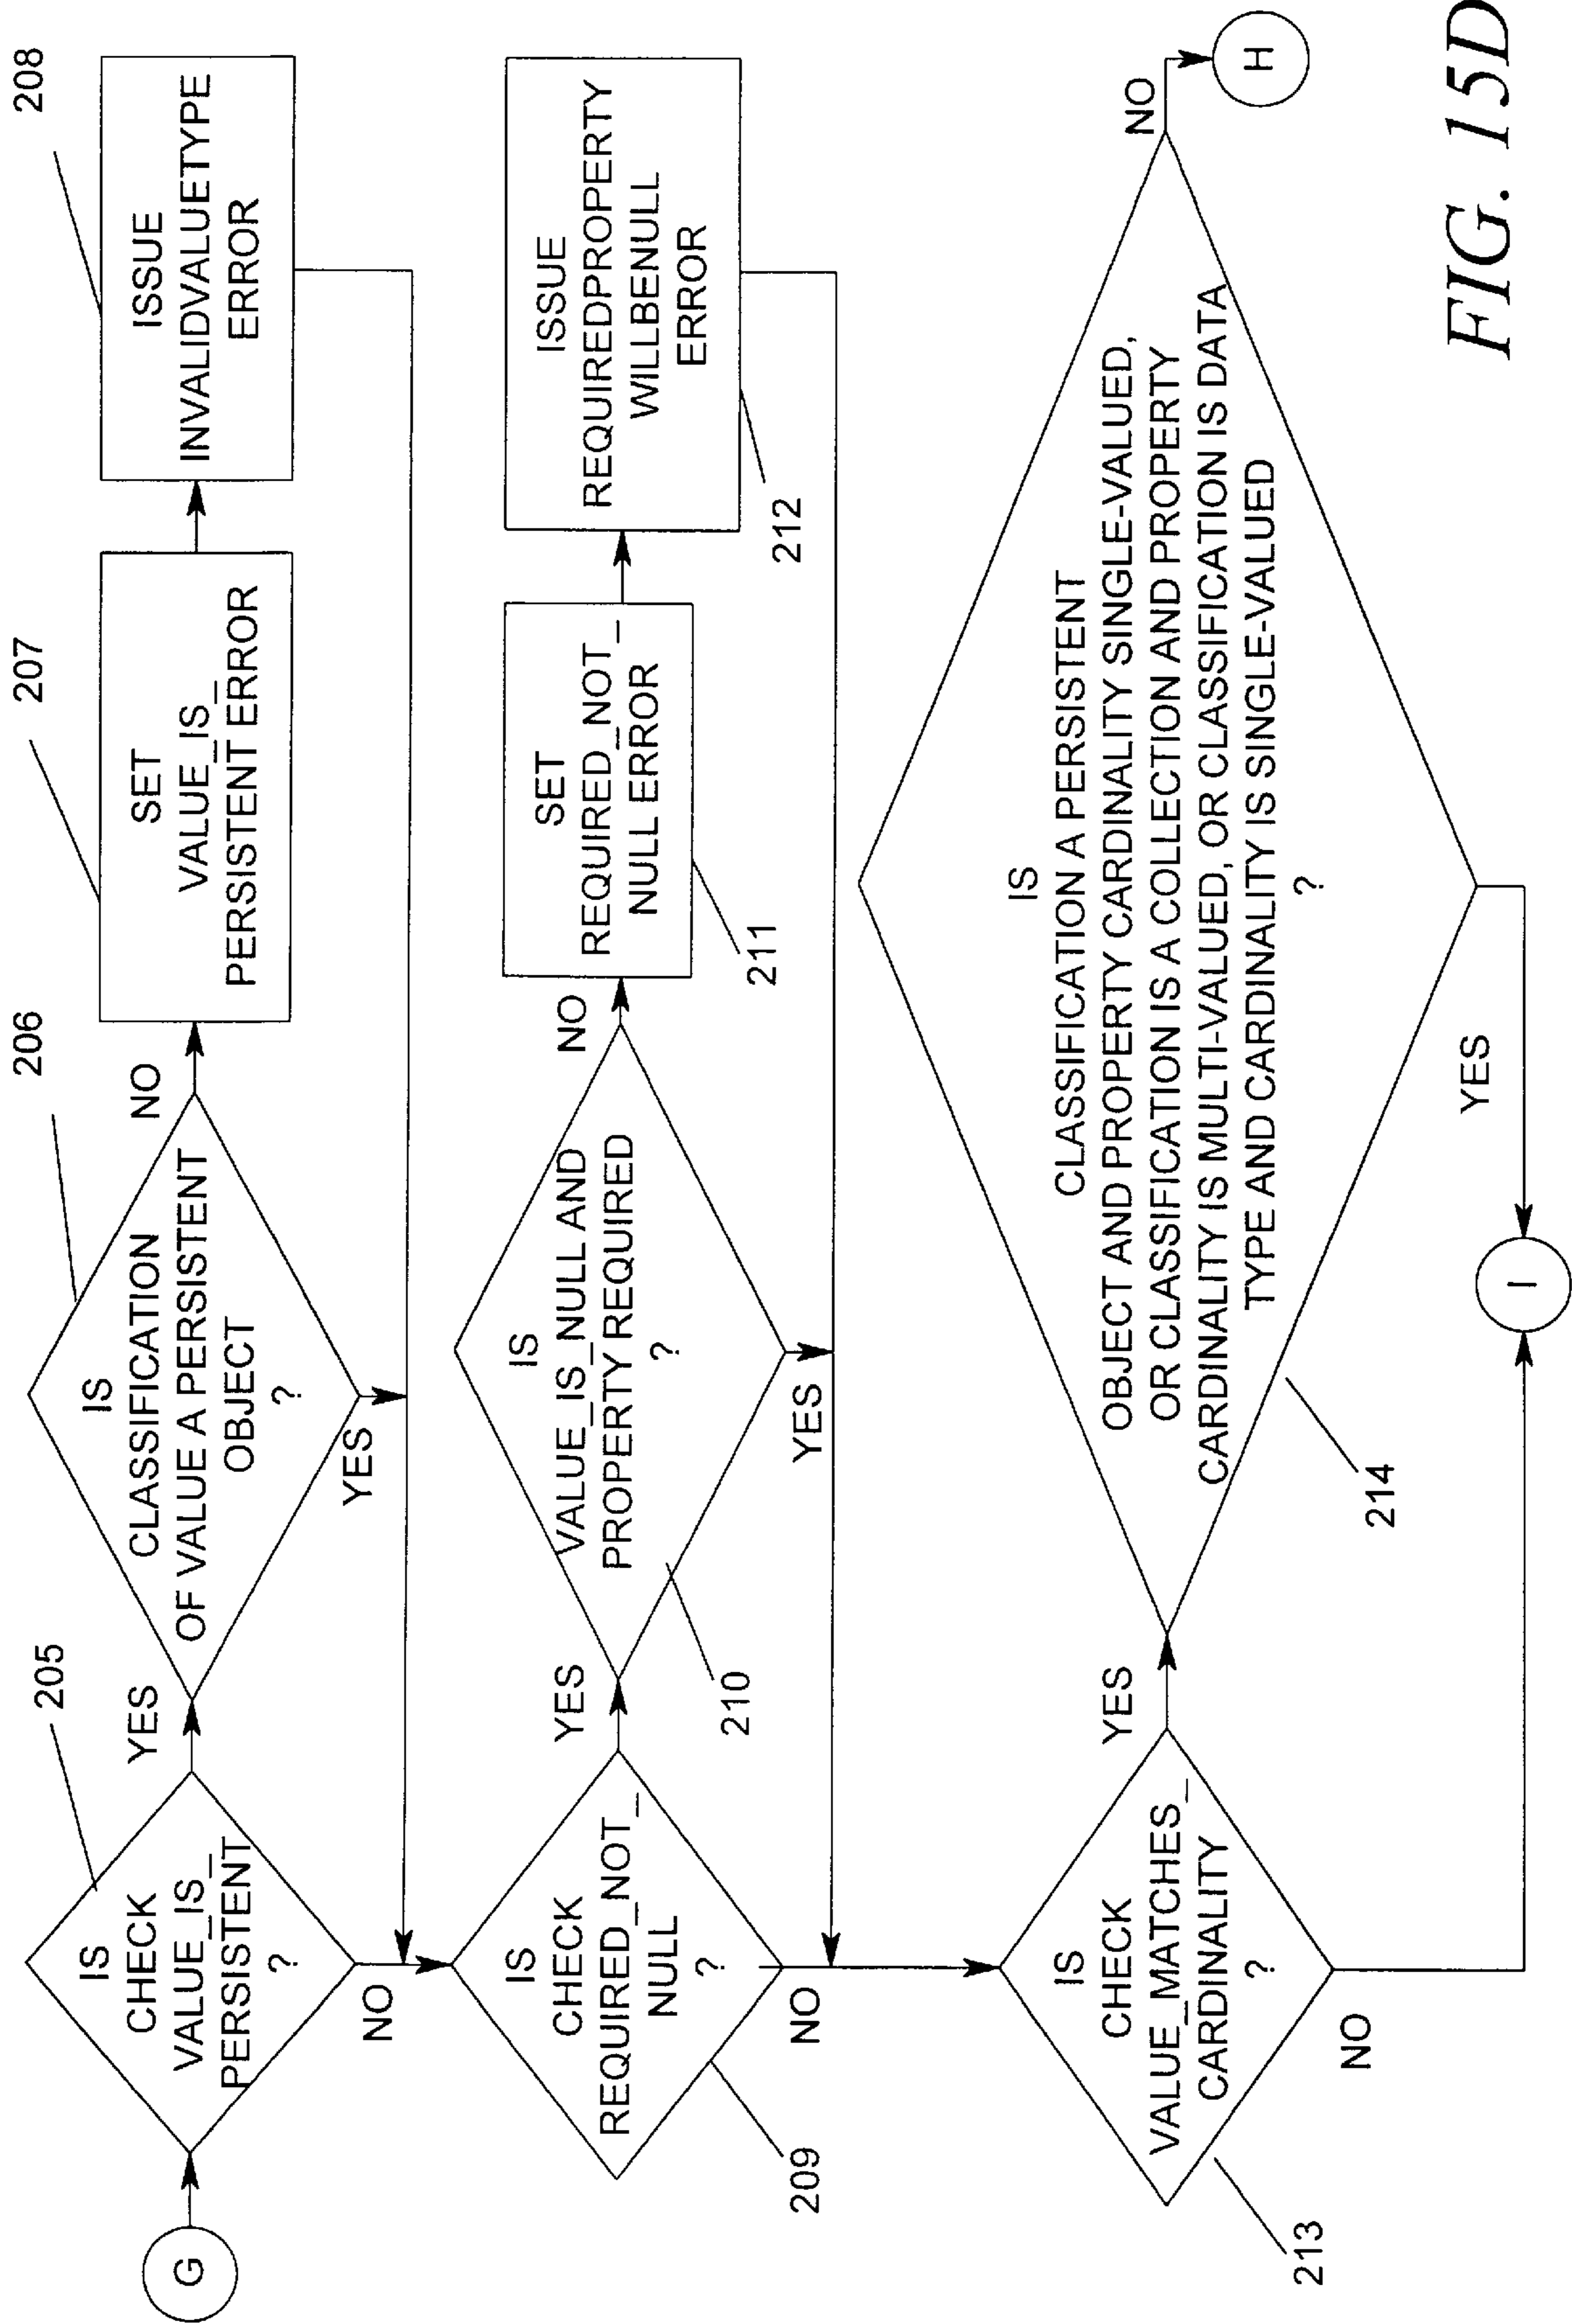 G
IS
CHECK
VALUE_IS_
PERSISTENT
?
205
YES
NO
IS
CLASSIFICATION
OF VALUE A PERSISTENT
OBJECT
?
206
NO
YES
SET
VALUE_IS_
PERSISTENT ERROR
207
ISSUE
INVALIDVALUETYPE
ERROR
208
IS
CHECK
REQUIRED_NOT_
NULL
?
209
YES
NO
IS
VALUE_IS_NULL AND
PROPERTY REQUIRED
?
210
NO
YES
SET
REQUIRED_NOT_
NULL ERROR
211
ISSUE
REQUIREDPROPERTY
WILLBENULL
ERROR
212
IS
CHECK
VALUE_MATCHES_
CARDINALITY
?
213
YES
NO
IS
CLASSIFICATION A PERSISTENT
OBJECT AND PROPERTY CARDINALITY SINGLE-VALUED,
OR CLASSIFICATION IS A COLLECTION AND PROPERTY
CARDINALITY IS MULTI-VALUED, OR CLASSIFICATION IS DATA
TYPE AND CARDINALITY IS SINGLE-VALUED
?
214
NO
YES
H
I
FIG. 15D